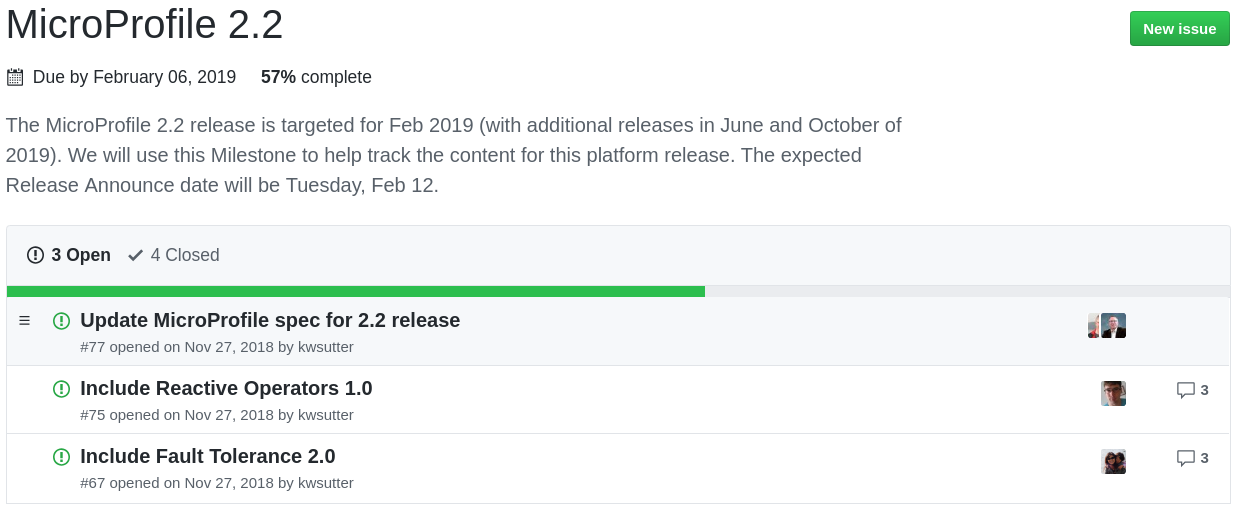 MicroProfile 2.2
New issue
Due by February 06, 2019 57% complete
The MicroProfile 2.2 release is targeted for Feb 2019 (with additional releases in June and October of
2019). We will use this Milestone to help track the content for this platform release. The expected
Release Announce date will be Tuesday, Feb 12.
3 Open 4 Closed
Update MicroProfile spec for 2.2 release
#77 opened on Nov 27, 2018 by kwsutter
Include Reactive Operators 1.0
3
#75 opened on Nov 27, 2018 by kwsutter
Include Fault Tolerance 2.0
3
#67 opened on Nov 27, 2018 by kwsutter